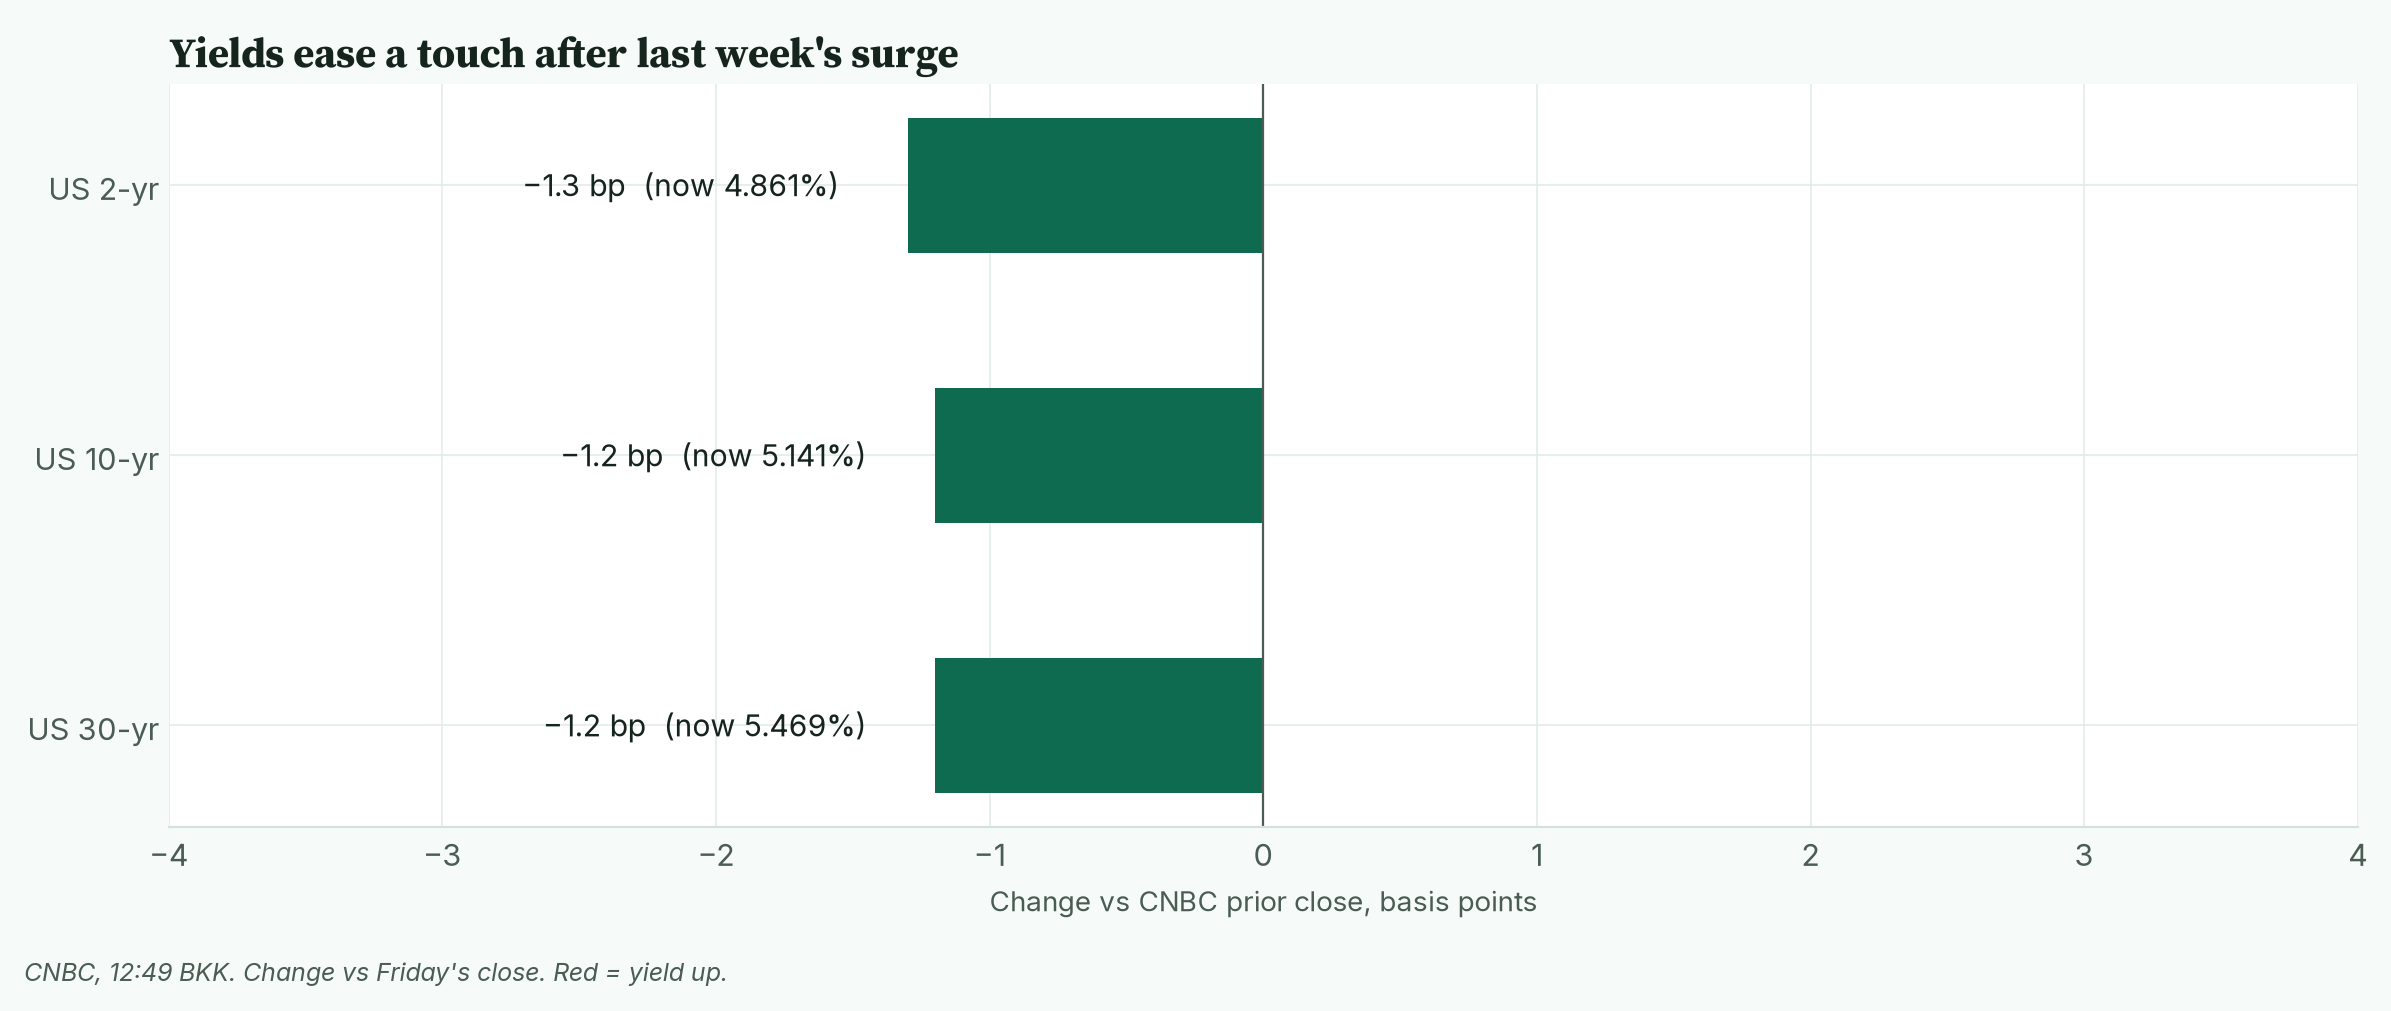 Yields ease a touch after last week's surge
US 2-yr
−1.3 bp (now 4.861%)
US 10-yr
−1.2 bp (now 5.141%)
US 30-yr
−1.2 bp (now 5.469%)
−4 −3 −2 −1 0 1 2 3 4
Change vs CNBC prior close, basis points
CNBC, 12:49 BKK. Change vs Friday's close. Red = yield up.